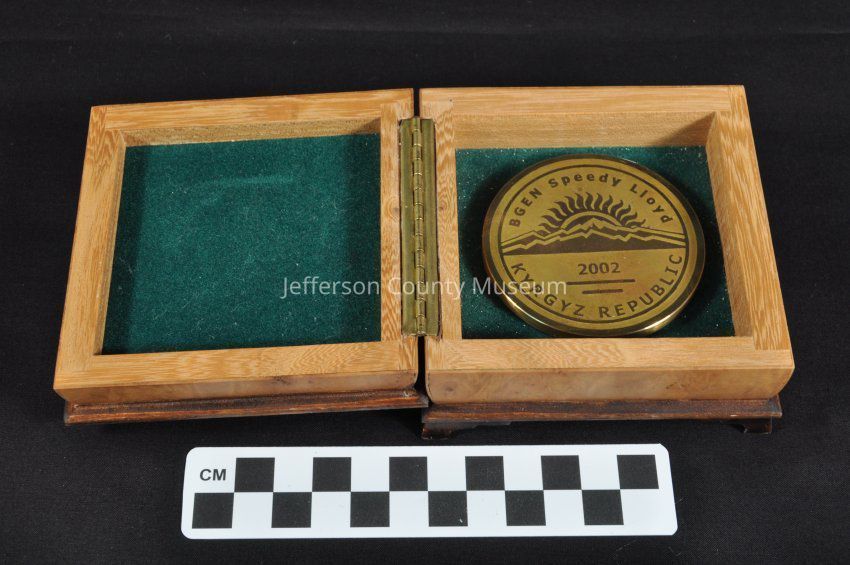 BGEN Speedy Lloyd
2002
KYRGYZ REPUBLIC
Jefferson County Museum
CM